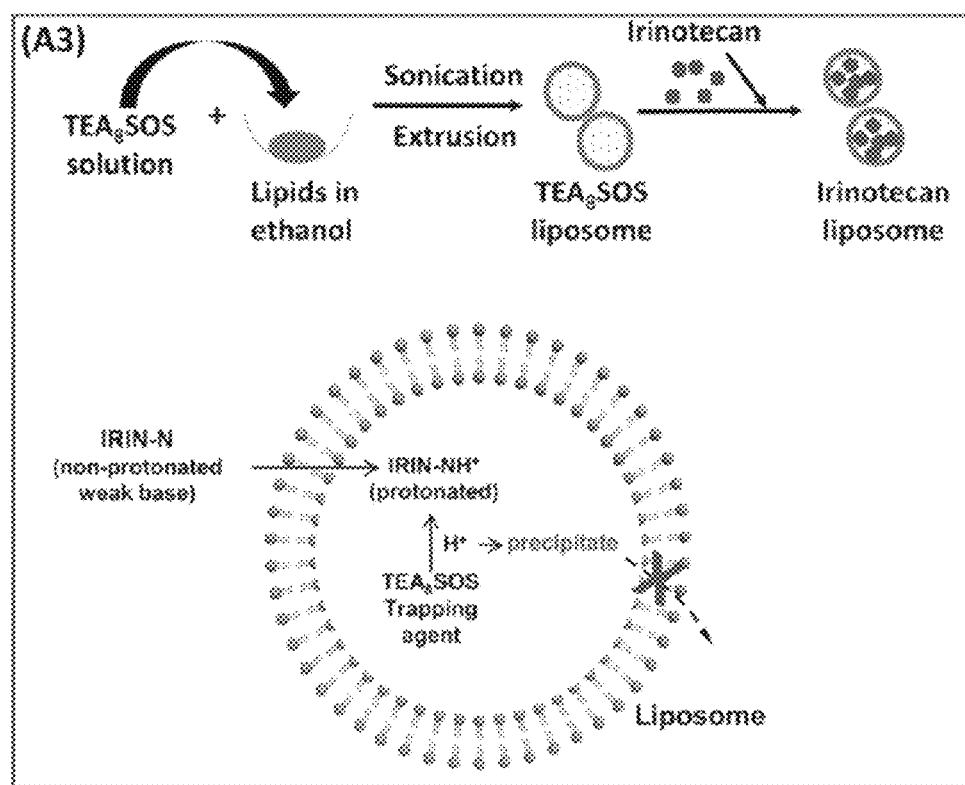 (A3)
TEA₈SOS
solution
+
Lipids in
ethanol
Sonication
Extrusion
TEA₈SOS
liposome
Irinotecan
Irinotecan
liposome
IRIN-N
(non-protonated
weak base)
IRIN-NH⁺
(protonated)
H⁺
precipitate
TEA₈SOS
Trapping
agent
Liposome